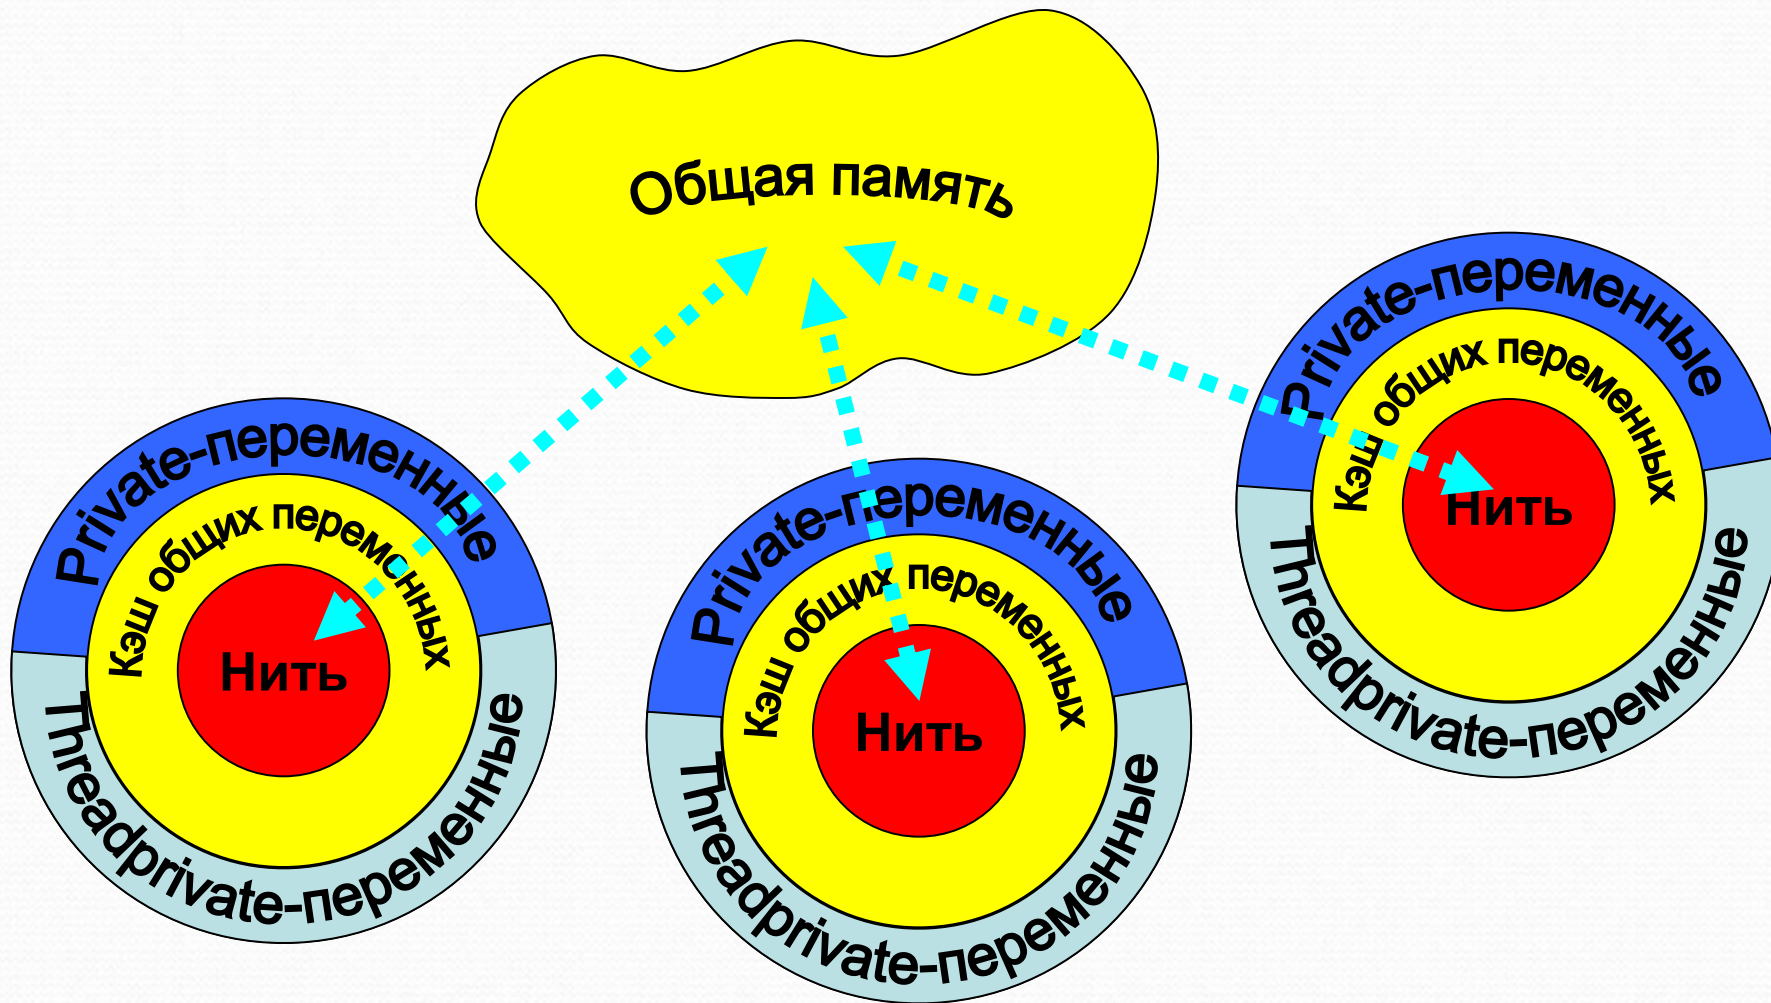 Общая память
Private-переменные
Кэш общих переменных
Нить
Threadprivate-переменные
Private-переменные
Кэш общих переменных
Нить
Threadprivate-переменные
Private-переменные
Кэш общих переменных
Нить
Threadprivate-переменные